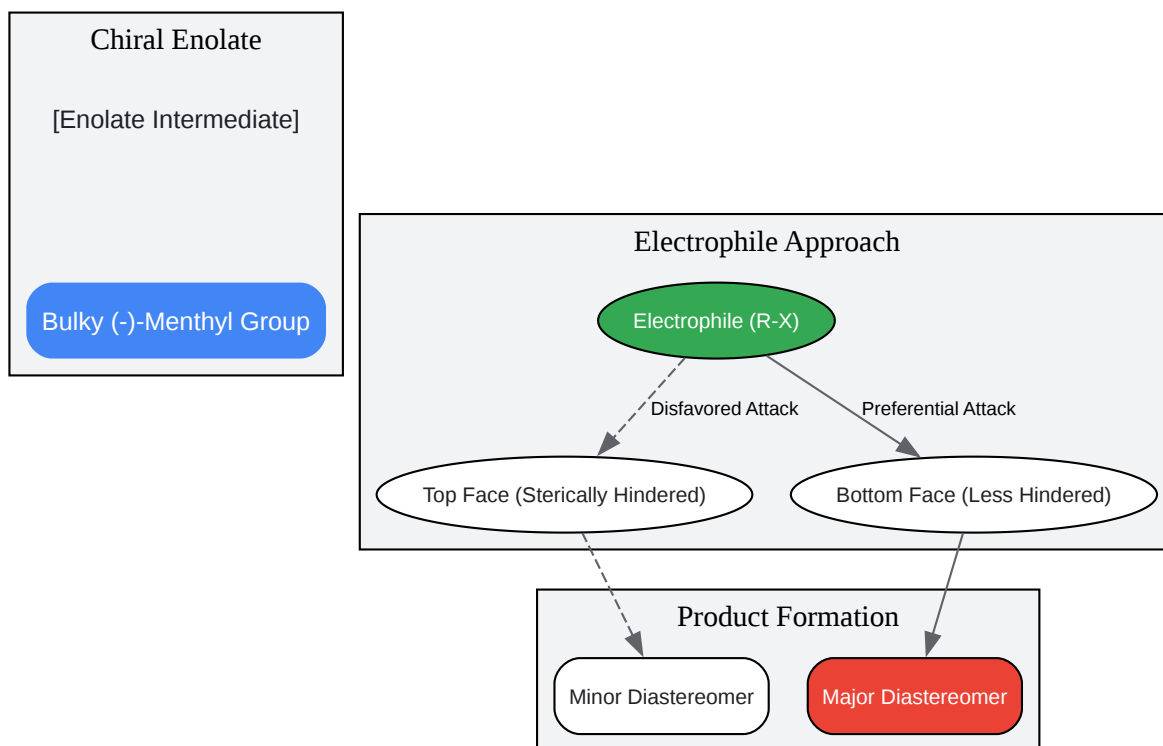 Chiral Enolate
[Enolate Intermediate]
Bulky (-)-Menthyl Group
Electrophile Approach
Electrophile (R-X)
Disfavored Attack
Preferential Attack
Top Face (Sterically Hindered)
Bottom Face (Less Hindered)
Product Formation
Minor Diastereomer
Major Diastereomer